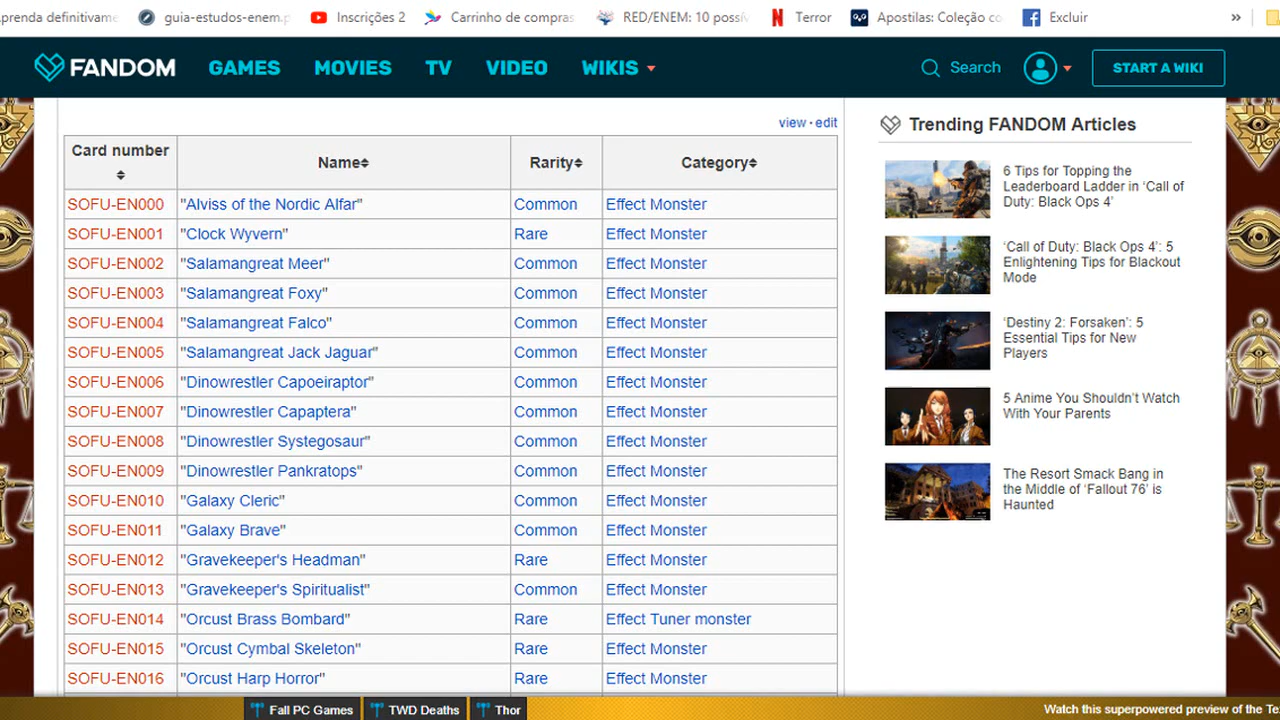 prenda definitivame
guia-estudos-enem.p
Inscrições 2
Carrinho de compras
RED/ENEM: 10 possí
Terror
Apostilas: Coleção co
Excluir
»
FANDOM
GAMES
MOVIES
TV
VIDEO
WIKIS
Search
START A WIKI
view · edit
Card number Name Rarity Category
SOFU-EN000 "Alviss of the Nordic Alfar" Common Effect Monster
SOFU-EN001 "Clock Wyvern" Rare Effect Monster
SOFU-EN002 "Salamangreat Meer" Common Effect Monster
SOFU-EN003 "Salamangreat Foxy" Common Effect Monster
SOFU-EN004 "Salamangreat Falco" Common Effect Monster
SOFU-EN005 "Salamangreat Jack Jaguar" Common Effect Monster
SOFU-EN006 "Dinowrestler Capoeiraptor" Common Effect Monster
SOFU-EN007 "Dinowrestler Capaptera" Common Effect Monster
SOFU-EN008 "Dinowrestler Systegosaur" Common Effect Monster
SOFU-EN009 "Dinowrestler Pankratops" Common Effect Monster
SOFU-EN010 "Galaxy Cleric" Common Effect Monster
SOFU-EN011 "Galaxy Brave" Common Effect Monster
SOFU-EN012 "Gravekeeper's Headman" Rare Effect Monster
SOFU-EN013 "Gravekeeper's Spiritualist" Common Effect Monster
SOFU-EN014 "Orcust Brass Bombard" Rare Effect Tuner monster
SOFU-EN015 "Orcust Cymbal Skeleton" Rare Effect Monster
SOFU-EN016 "Orcust Harp Horror" Rare Effect Monster
Trending FANDOM Articles
6 Tips for Topping the
Leaderboard Ladder in 'Call of
Duty: Black Ops 4'
'Call of Duty: Black Ops 4': 5
Enlightening Tips for Blackout
Mode
'Destiny 2: Forsaken': 5
Essential Tips for New
Players
5 Anime You Shouldn't Watch
With Your Parents
The Resort Smack Bang in
the Middle of 'Fallout 76' is
Haunted
Fall PC Games
TWD Deaths
Thor
Watch this superpowered preview of the Te